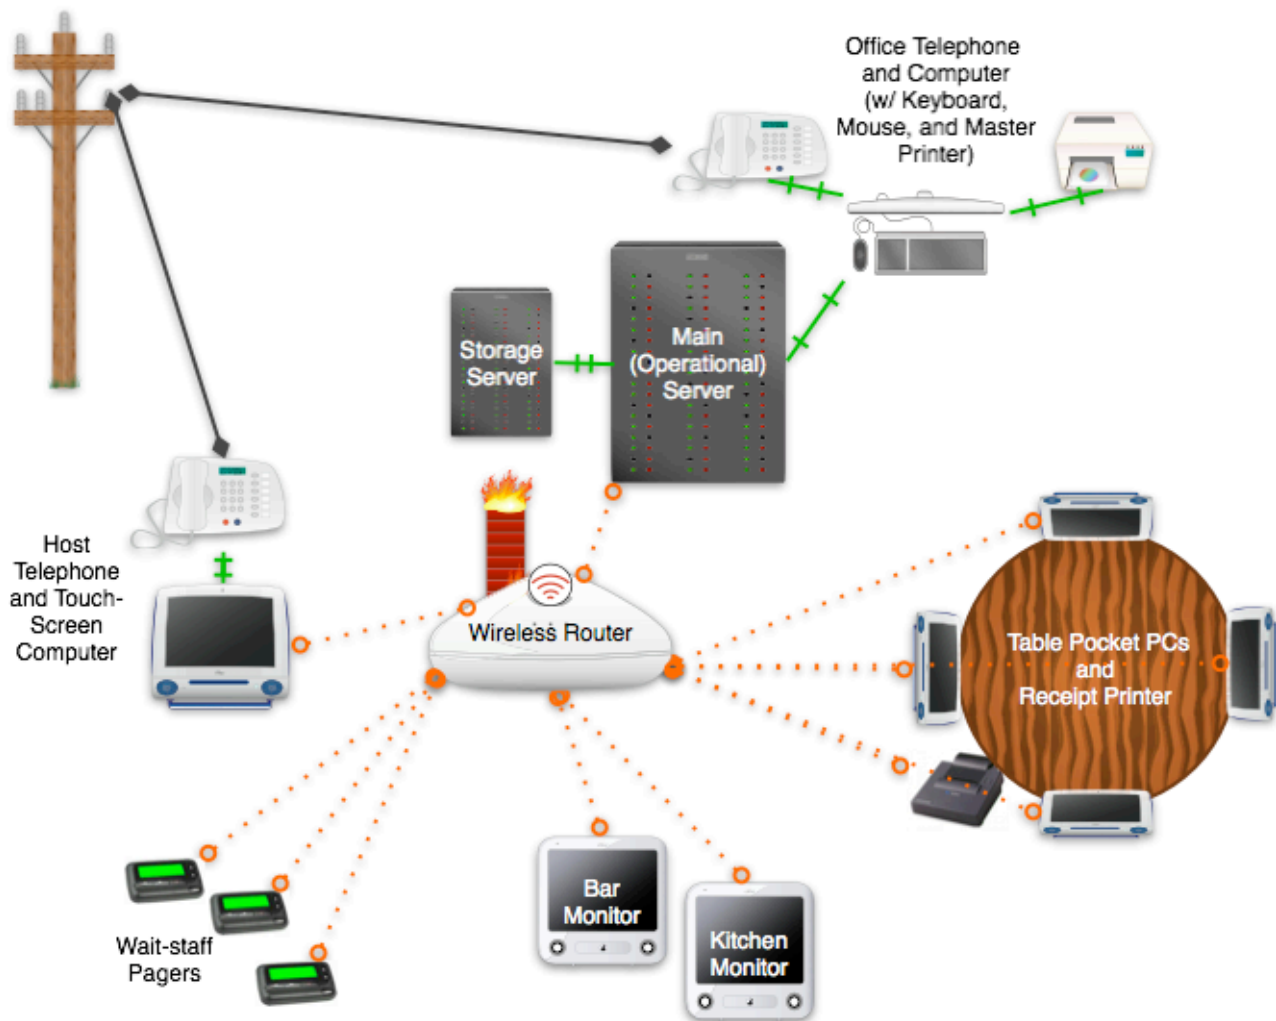 Office Telephone
and Computer
(w/ Keyboard,
Mouse, and Master
Printer)
Storage
Server
Main
(Operational)
Server
Host
Telephone
and Touch-
Screen
Computer
Wireless Router
Table Pocket PCs
and
Receipt Printer
Wait-staff
Pagers
Bar
Monitor
Kitchen
Monitor